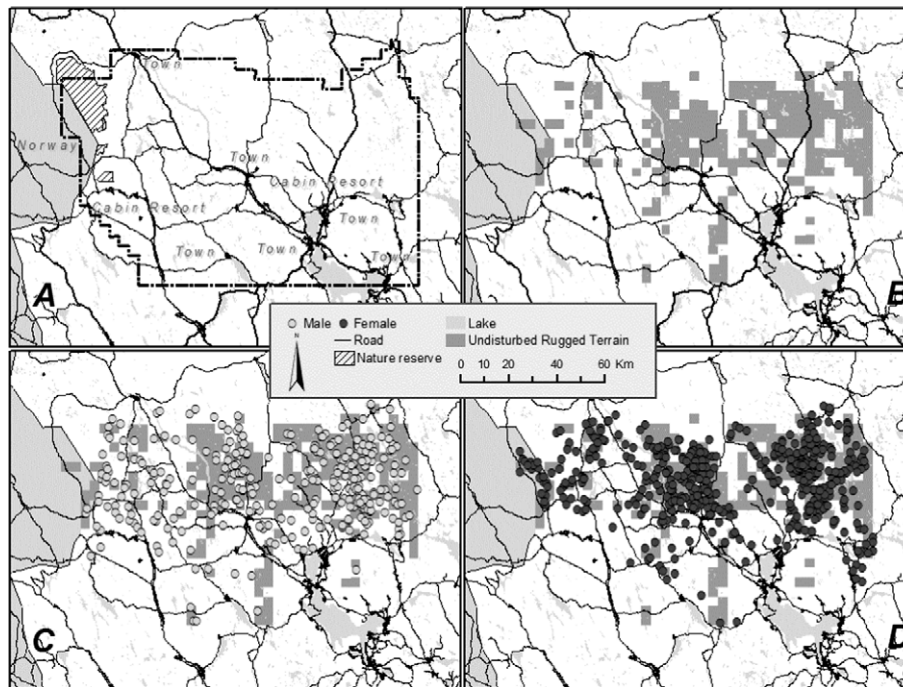 Town
Norway
Town
Cabin Resort
Cabin Resort
Town
Town
Town
Town
A
B
Male
Female
Lake
Road
Undisturbed Rugged Terrain
N
Nature reserve
0 10 20 40 60 Km
C
D